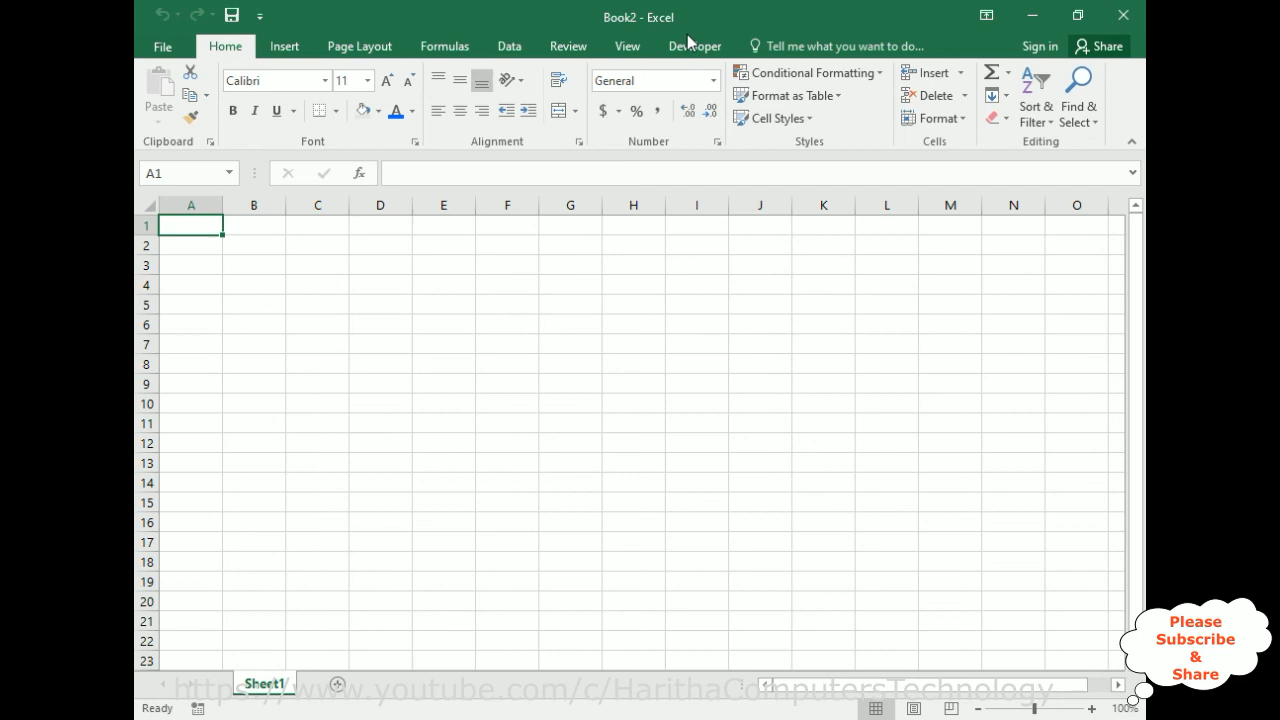 Book2 - Excel
File Home Insert Page Layout Formulas Data Review View Developer Tell me what you want to do... Sign in Share
Paste Calibri 11 General Conditional Formatting Insert
Format as Table Delete Sort & Find &
B I U $ % , Cell Styles Format Filter Select
Clipboard Font Alignment Number Styles Cells Editing
A1 fx
A B C D E F G H I J K L M N O
1
2
3
4
5
6
7
8
9
10
11
12
13
14
15
16
17
18
19
20
21
22
23
Please
Subscribe
&
Share
Sheet1
Ready 100%